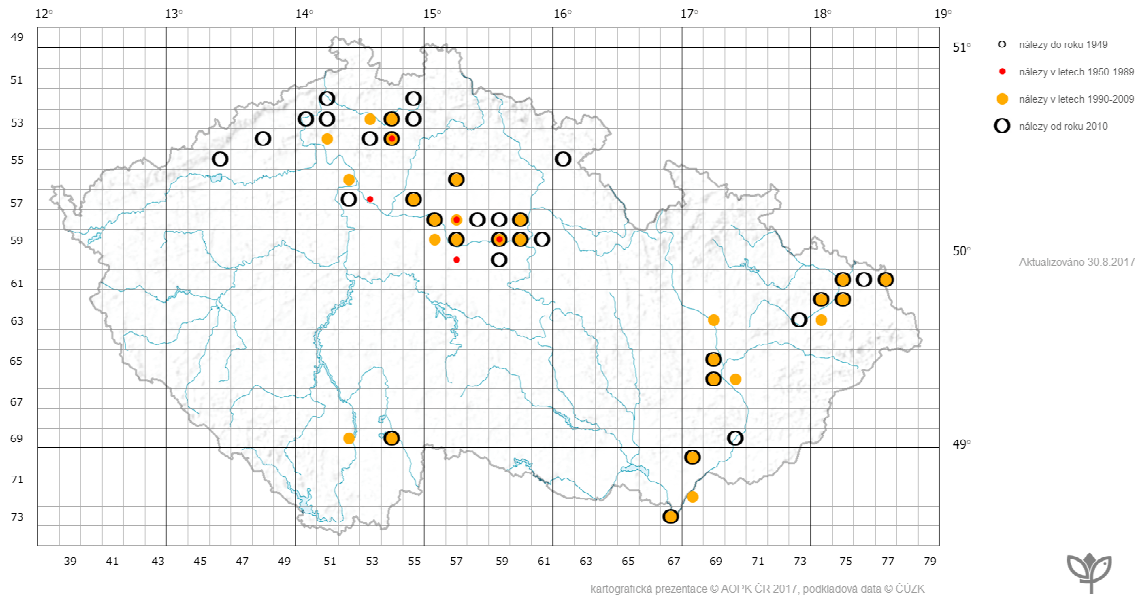 12° 13° 14° 15° 16° 17° 18° 19°
49
51°
51
53
55
57
59
50°
61
63
65
67
69
49°
71
73
39 41 43 45 47 49 51 53 55 57 59 61 63 65 67 69 71 73 75 77 79
nálezy do roku 1949
nálezy v letech 1950-1989
nálezy v letech 1990-2009
nálezy od roku 2010
Aktualizováno 30.8.2017
kartografická prezentace © AOPK ČR 2017, podkladová data © ČÚZK